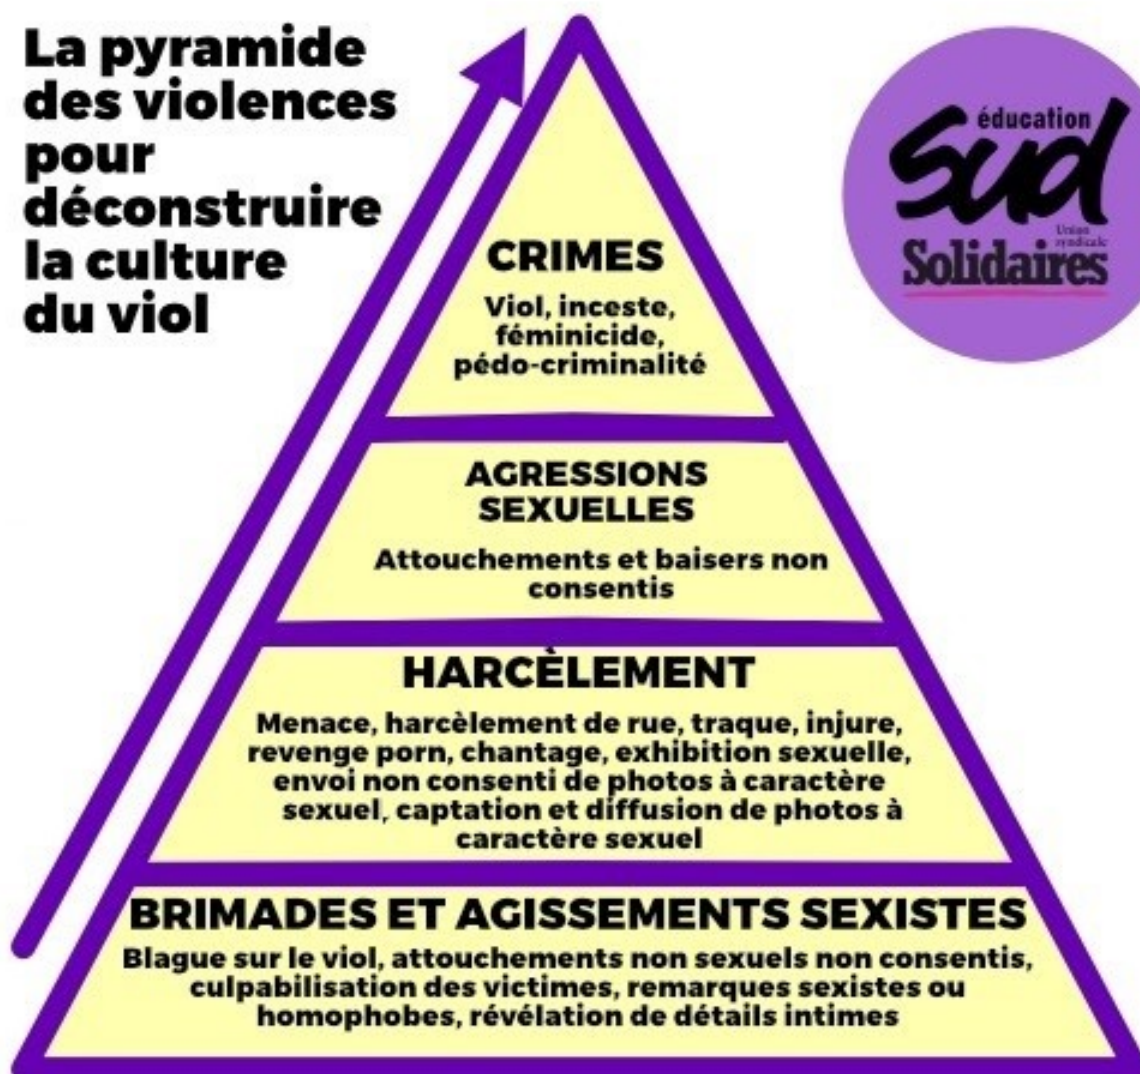 La pyramide
des violences
pour
déconstruire
la culture
du viol
éducation
Sud
Union
syndicale
Solidaires
CRIMES
Viol, inceste,
féminicide,
pédo-criminalité
AGRESSIONS
SEXUELLES
Attouchements et baisers non
consentis
HARCÈLEMENT
Menace, harcèlement de rue, traque, injure,
revenge porn, chantage, exhibition sexuelle,
envoi non consenti de photos à caractère
sexuel, captation et diffusion de photos à
caractère sexuel
BRIMADES ET AGISSEMENTS SEXISTES
Blague sur le viol, attouchements non sexuels non consentis,
culpabilisation des victimes, remarques sexistes ou
homophobes, révélation de détails intimes